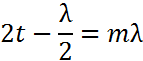 2t − λ/2 = mλ